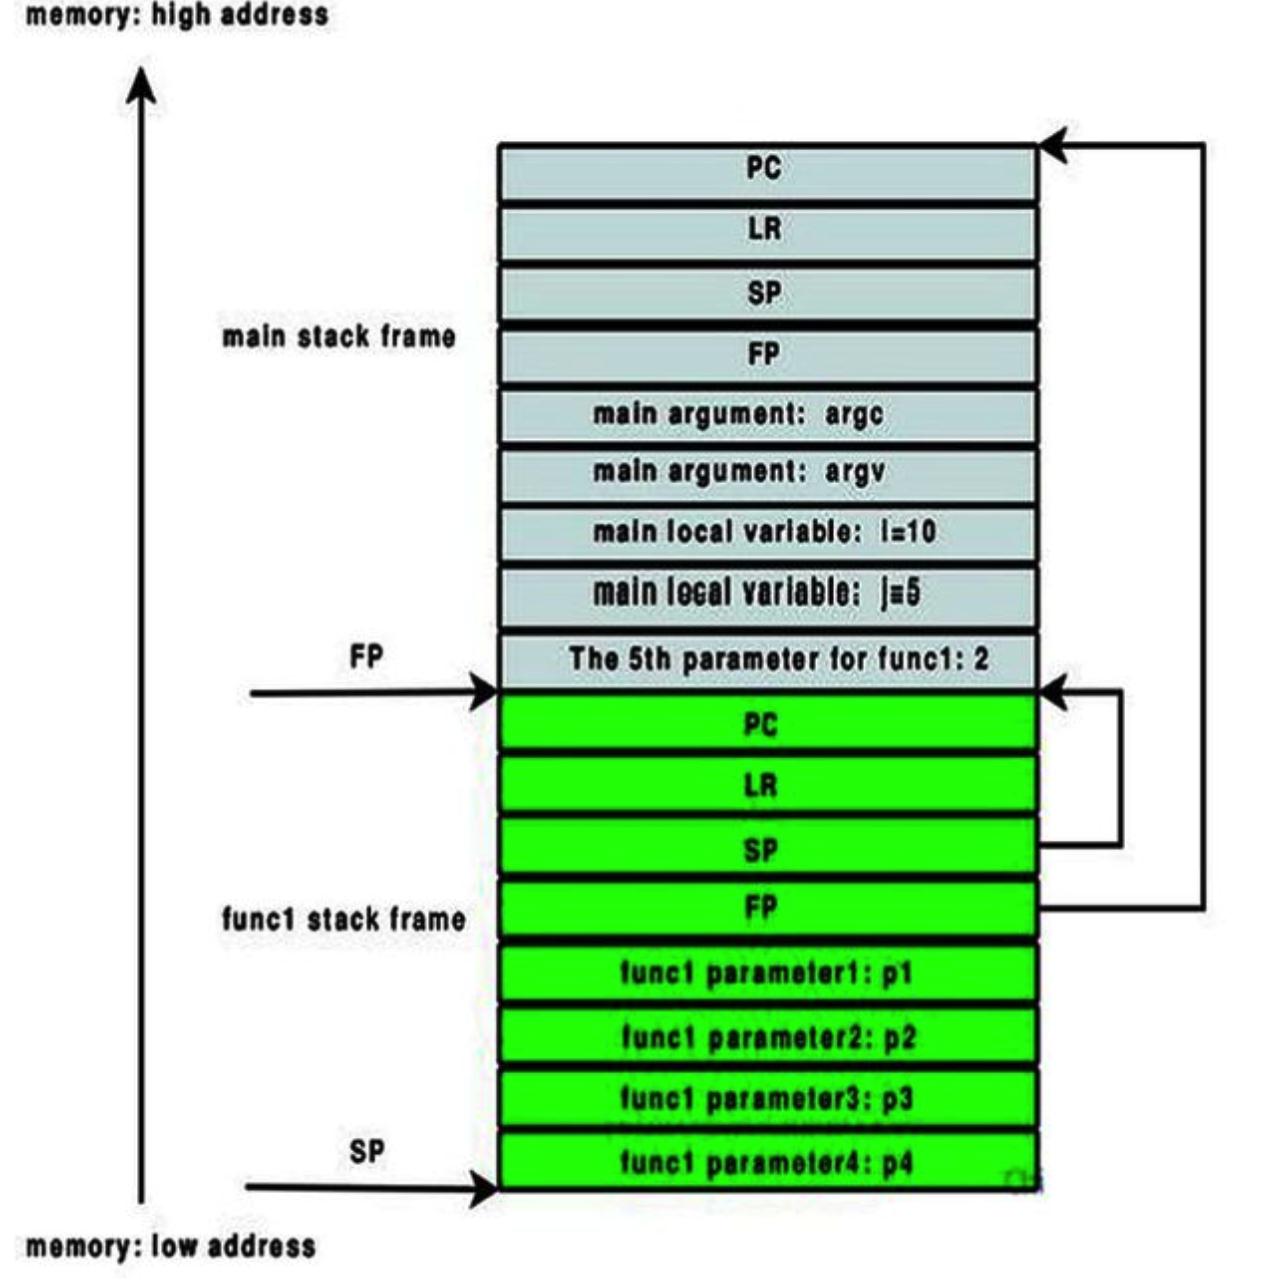 memory: high address
PC
LR
SP
main stack frame
FP
main argument: argc
main argument: argv
main local variable: i=10
main local variable: j=5
FP
The 5th parameter for func1: 2
PC
LR
SP
FP
func1 stack frame
func1 parameter1: p1
func1 parameter2: p2
func1 parameter3: p3
SP
func1 parameter4: p4
memory: low address